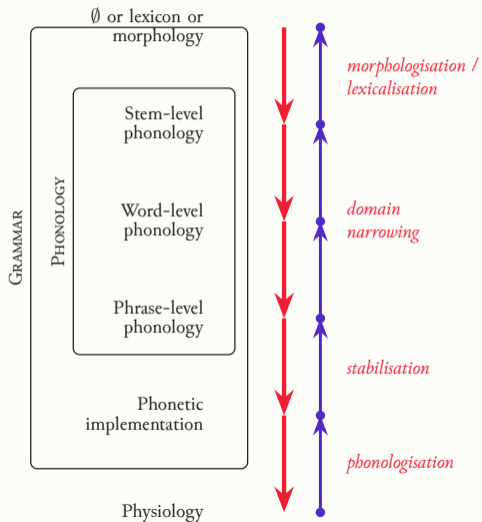 ∅ or lexicon or
morphology
morphologisation /
lexicalisation
Stem-level
phonology
Word-level
phonology
domain
narrowing
GRAMMAR
PHONOLOGY
Phrase-level
phonology
stabilisation
Phonetic
implementation
phonologisation
Physiology